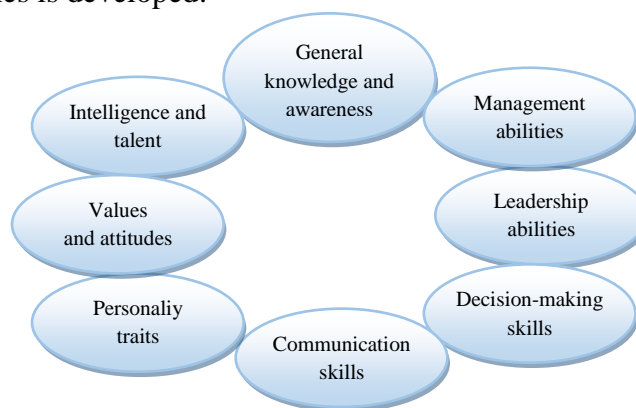 is developed.
General
knowledge and
awareness
Management
abilities
Leadership
abilities
Decision-making
skills
Communication
skills
Personaliy
traits
Values
and attitudes
Intelligence and
talent